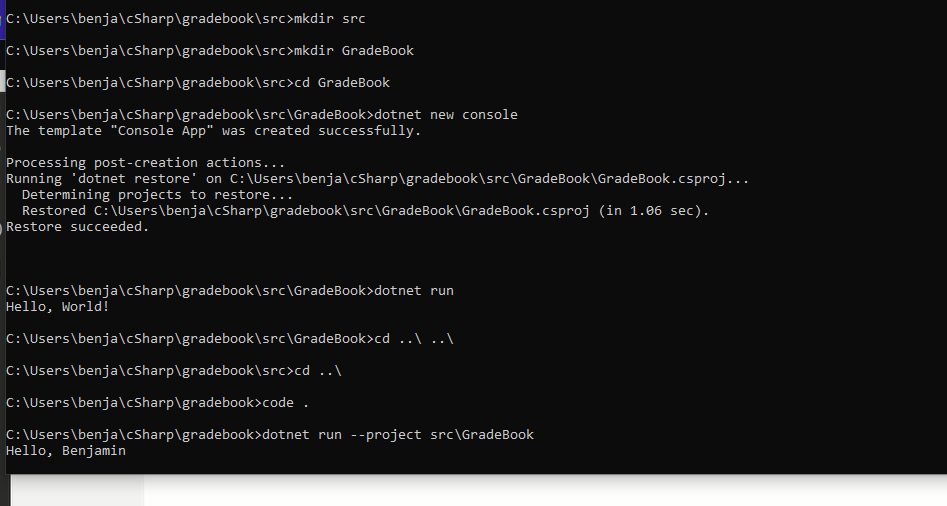 C:\Users\benja\cSharp\gradebook\src>mkdir src
C:\Users\benja\cSharp\gradebook\src>mkdir GradeBook
C:\Users\benja\cSharp\gradebook\src>cd GradeBook
C:\Users\benja\cSharp\gradebook\src\GradeBook>dotnet new console
The template "Console App" was created successfully.
Processing post-creation actions...
Running 'dotnet restore' on C:\Users\benja\cSharp\gradebook\src\GradeBook\GradeBook.csproj...
  Determining projects to restore...
  Restored C:\Users\benja\cSharp\gradebook\src\GradeBook\GradeBook.csproj (in 1.06 sec).
Restore succeeded.
C:\Users\benja\cSharp\gradebook\src\GradeBook>dotnet run
Hello, World!
C:\Users\benja\cSharp\gradebook\src\GradeBook>cd ..\ ..\
C:\Users\benja\cSharp\gradebook\src>cd ..\
C:\Users\benja\cSharp\gradebook>code .
C:\Users\benja\cSharp\gradebook>dotnet run --project src\GradeBook
Hello, Benjamin